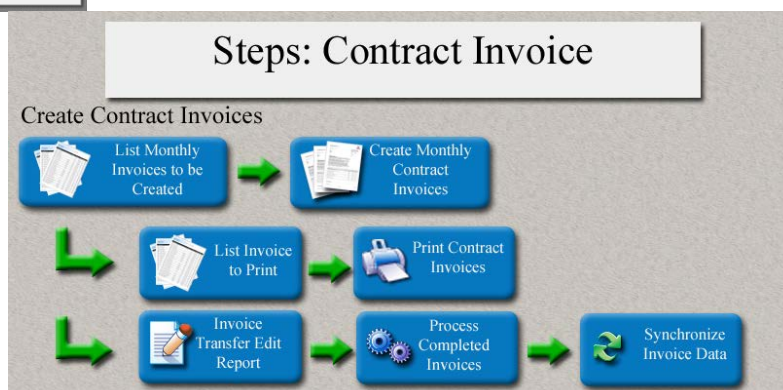 Steps: Contract Invoice
Create Contract Invoices
List Monthly
Invoices to be
Created
Create Monthly
Contract
Invoices
List Invoice
to Print
Print Contract
Invoices
Invoice
Transfer Edit
Report
Process
Completed
Invoices
Synchronize
Invoice Data